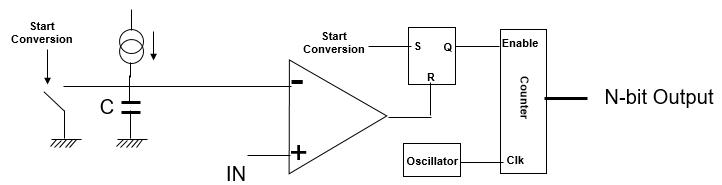 Start
Conversion
C
-
+
IN
Start
Conversion
S
Q
R
Enable
Counter
Clk
Oscillator
N-bit Output